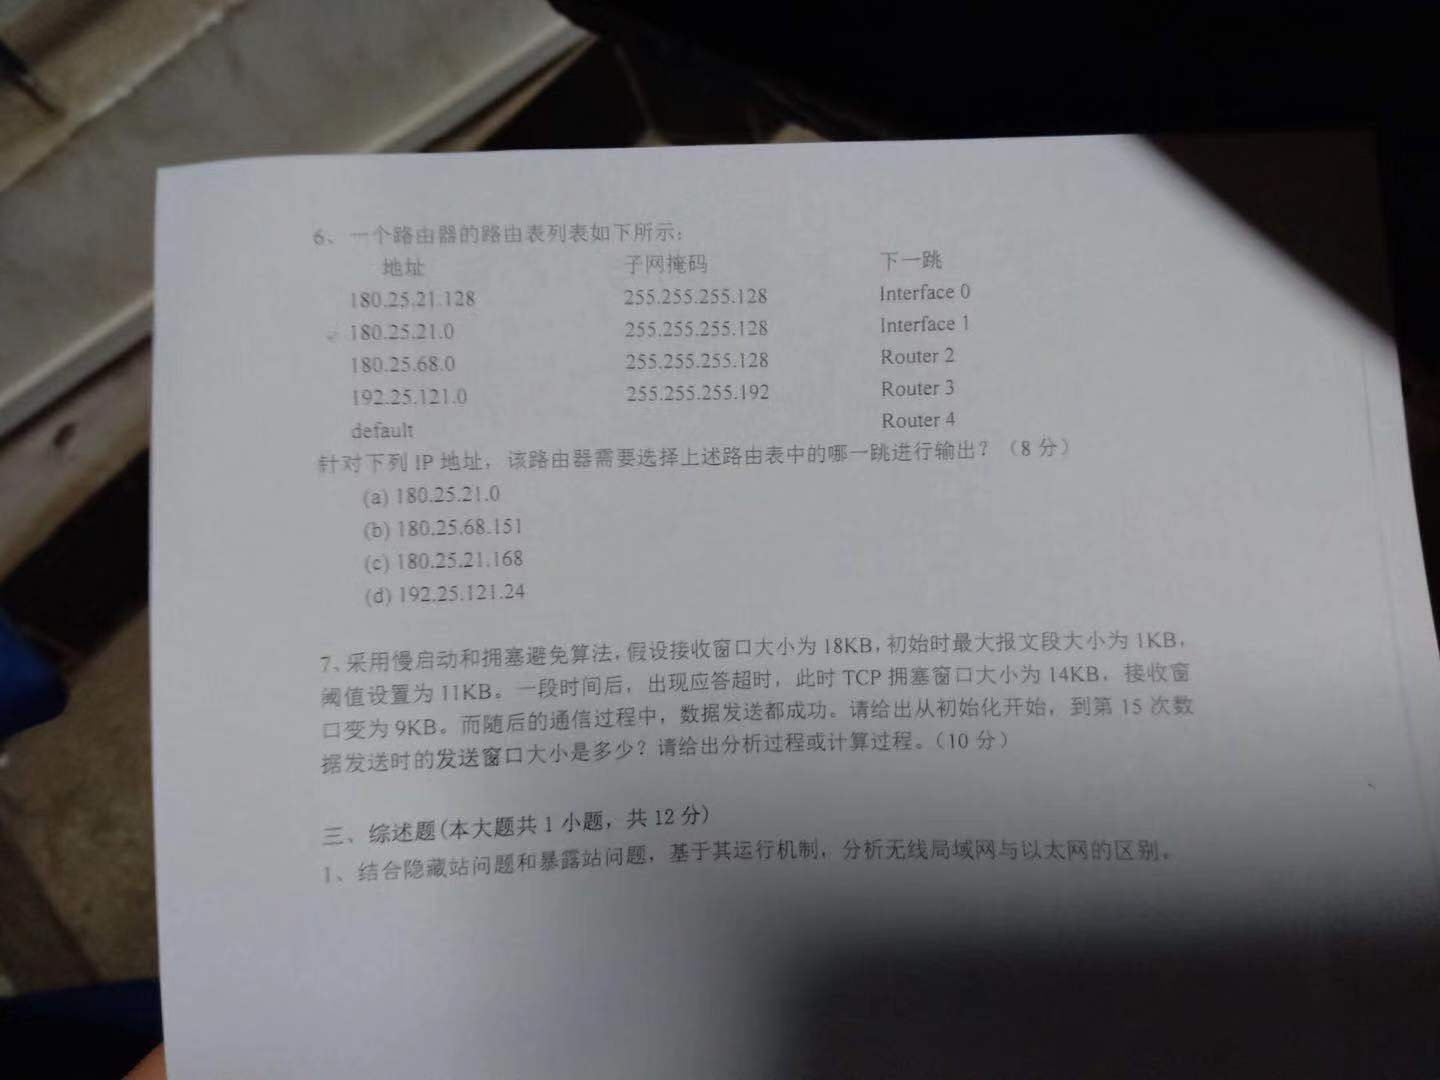 6、一个路由器的路由表列表如下所示：
地址 子网掩码 下一跳
180.25.21.128 255.255.255.128 Interface 0
180.25.21.0 255.255.255.128 Interface 1
180.25.68.0 255.255.255.128 Router 2
192.25.121.0 255.255.255.192 Router 3
default Router 4
针对下列 IP 地址，该路由器需要选择上述路由表中的哪一跳进行输出？（8 分）
(a) 180.25.21.0
(b) 180.25.68.151
(c) 180.25.21.168
(d) 192.25.121.24
7、采用慢启动和拥塞避免算法，假设接收窗口大小为 18KB，初始时最大报文段大小为 1KB，
阈值设置为 11KB。一段时间后，出现应答超时，此时 TCP 拥塞窗口大小为 14KB，接收窗
口变为 9KB。而随后的通信过程中，数据发送都成功。请给出从初始化开始，到第 15 次数
据发送时的发送窗口大小是多少？请给出分析过程或计算过程。（10 分）
三、综述题(本大题共 1 小题，共 12 分)
1、结合隐藏站问题和暴露站问题，基于其运行机制，分析无线局域网与以太网的区别。